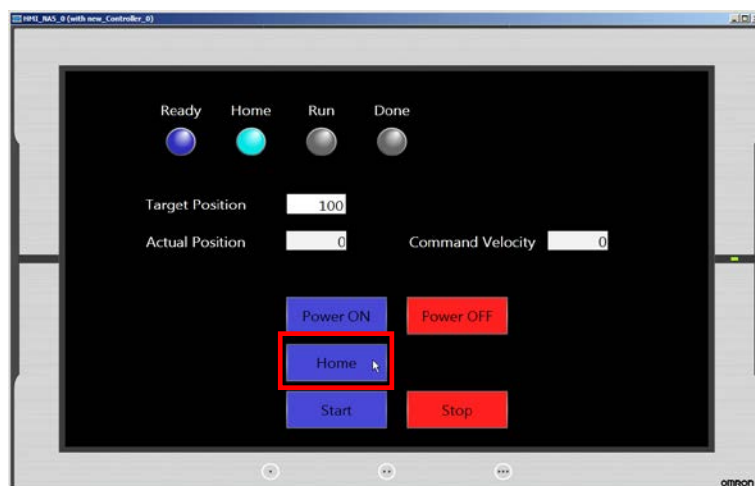 HMI_NA5_0 (with new_Controller_0)
Ready Home Run Done
Target Position 100
Actual Position 0 Command Velocity 0
Power ON Power OFF
Home
Start Stop
OMRON